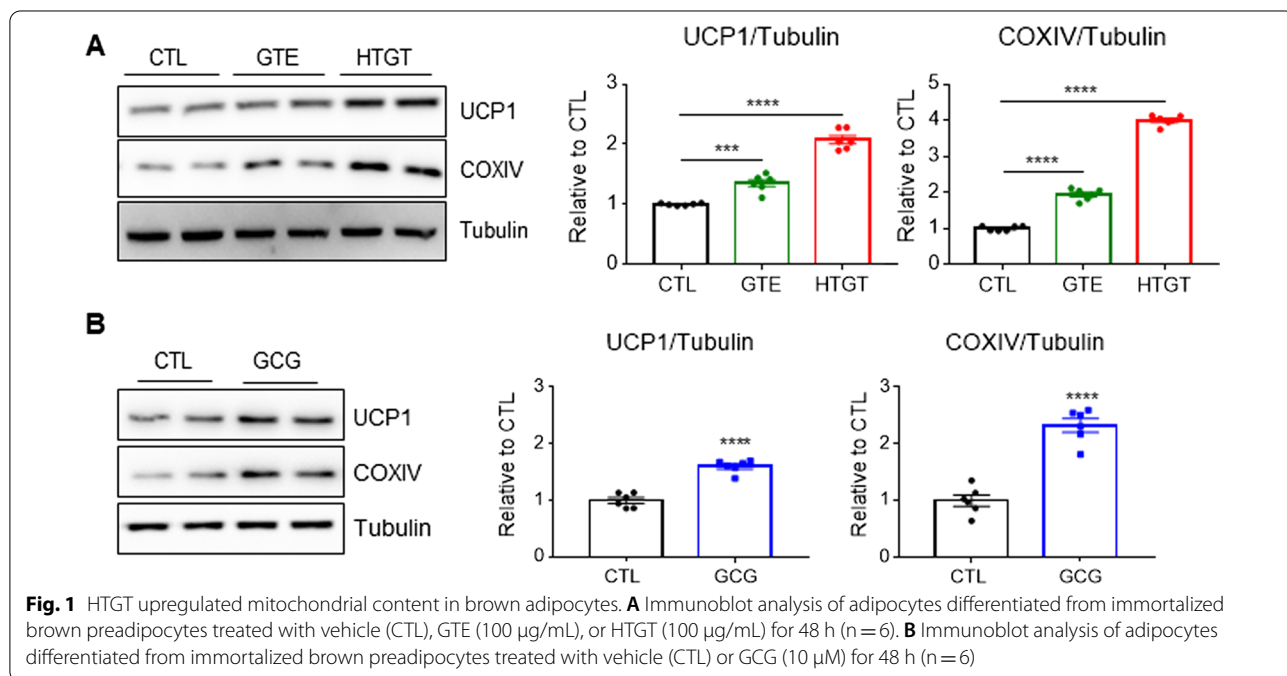 A
CTL GTE HTGT
UCP1
COXIV
Tubulin
UCP1/Tubulin
Relative to CTL
3
2
1
0
****
***
CTL GTE HTGT
COXIV/Tubulin
Relative to CTL
5
4
3
2
1
0
****
****
CTL GTE HTGT
B
CTL GCG
UCP1
COXIV
Tubulin
UCP1/Tubulin
Relative to CTL
3
2
1
0
****
CTL GCG
COXIV/Tubulin
Relative to CTL
3
2
1
0
****
CTL GCG
Fig. 1 HTGT upregulated mitochondrial content in brown adipocytes. A Immunoblot analysis of adipocytes differentiated from immortalized
brown preadipocytes treated with vehicle (CTL), GTE (100 μg/mL), or HTGT (100 μg/mL) for 48 h (n = 6). B Immunoblot analysis of adipocytes
differentiated from immortalized brown preadipocytes treated with vehicle (CTL) or GCG (10 μM) for 48 h (n = 6)